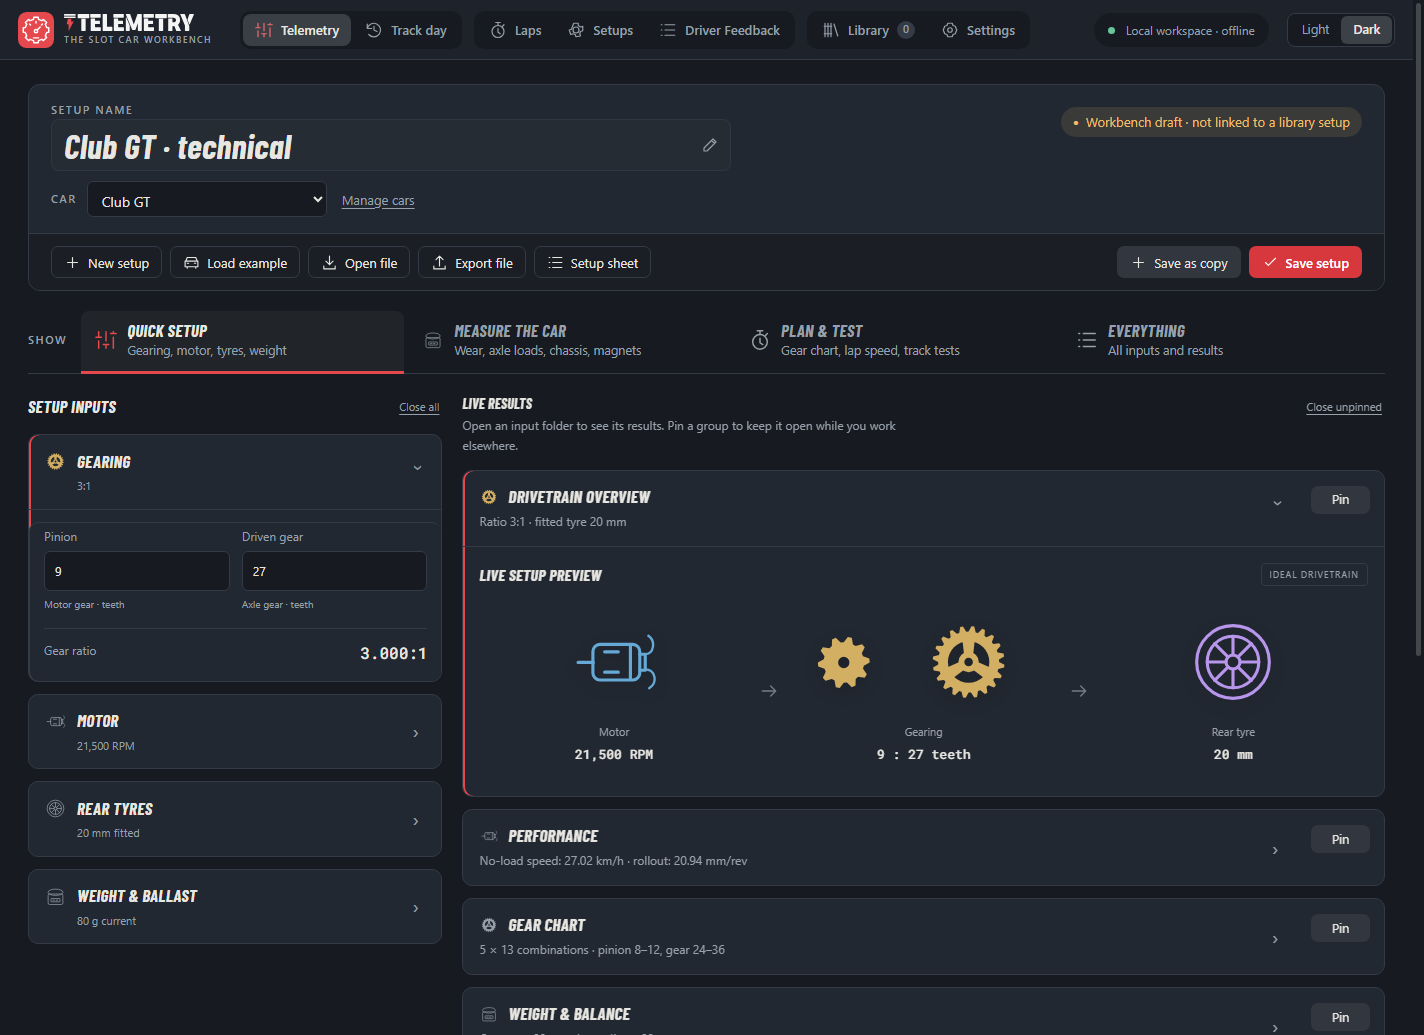 TELEMETRY
THE SLOT CAR WORKBENCH
Telemetry
Track day
Laps
Setups
Driver Feedback
Library 0
Settings
Local workspace · offline
Light
Dark
SETUP NAME
Club GT · technical
Workbench draft · not linked to a library setup
CAR
Club GT
Manage cars
New setup
Load example
Open file
Export file
Setup sheet
Save as copy
Save setup
SHOW
QUICK SETUP
Gearing, motor, tyres, weight
MEASURE THE CAR
Wear, axle loads, chassis, magnets
PLAN & TEST
Gear chart, lap speed, track tests
EVERYTHING
All inputs and results
SETUP INPUTS
Close all
GEARING
3:1
Pinion
Driven gear
9
27
Motor gear · teeth
Axle gear · teeth
Gear ratio
3.000:1
MOTOR
21,500 RPM
REAR TYRES
20 mm fitted
WEIGHT & BALLAST
80 g current
LIVE RESULTS
Close unpinned
Open an input folder to see its results. Pin a group to keep it open while you work
elsewhere.
DRIVETRAIN OVERVIEW
Ratio 3:1 · fitted tyre 20 mm
Pin
LIVE SETUP PREVIEW
IDEAL DRIVETRAIN
Motor
21,500 RPM
Gearing
9 : 27 teeth
Rear tyre
20 mm
PERFORMANCE
No-load speed: 27.02 km/h · rollout: 20.94 mm/rev
Pin
GEAR CHART
5 × 13 combinations · pinion 8–12, gear 24–36
Pin
WEIGHT & BALANCE
Pin